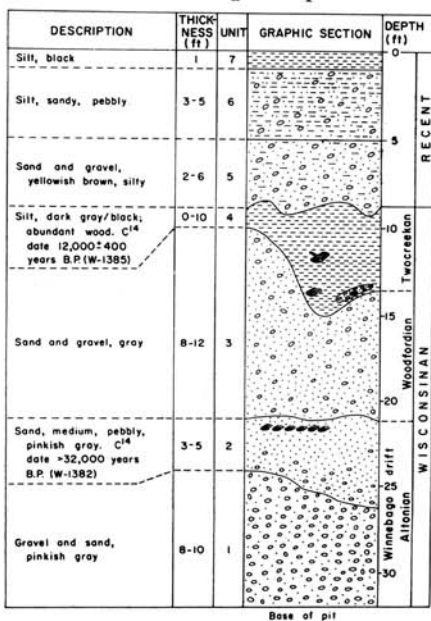 DESCRIPTION
THICK-
NESS
(ft)
UNIT
GRAPHIC SECTION
DEPTH
(ft)
Silt, black
1
7
0
Silt, sandy, pebbly
3-5
6
5
Sand and gravel,
yellowish brown, silty
2-6
5
RECENT
Silt, dark gray/black;
abundant wood. C14
date 12,000±400
years B.P. (W-1385)
0-10
4
10
Twocreekan
15
Sand and gravel, gray
8-12
3
Woodfordian
20
WISCONSINAN
Sand, medium, pebbly,
pinkish gray. C14
date >32,000 years
B.P. (W-1382)
3-5
2
25
Winnebago drift
Altonian
Gravel and sand,
pinkish gray
8-10
1
30
Base of pit